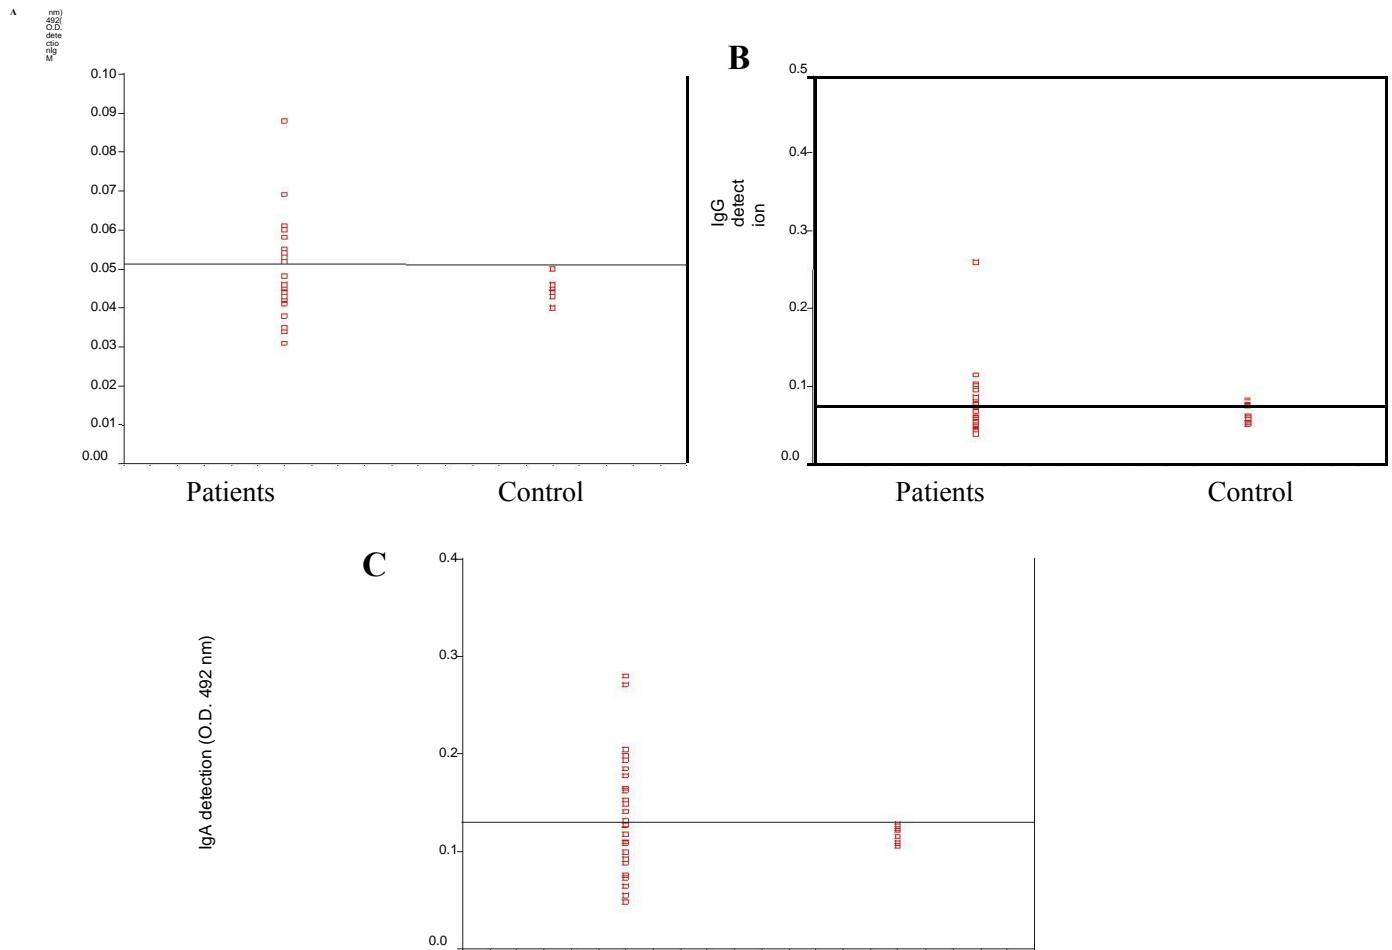 A
nm)
492(
O.D.
dete
ctio
nIg
M
0.10
0.09
0.08
0.07
0.06
0.05
0.04
0.03
0.02
0.01
0.00
Patients
Control
B
IgG
detect
ion
0.5
0.4
0.3
0.2
0.1
0.0
Patients
Control
C
IgA detection (O.D. 492 nm)
0.4
0.3
0.2
0.1
0.0